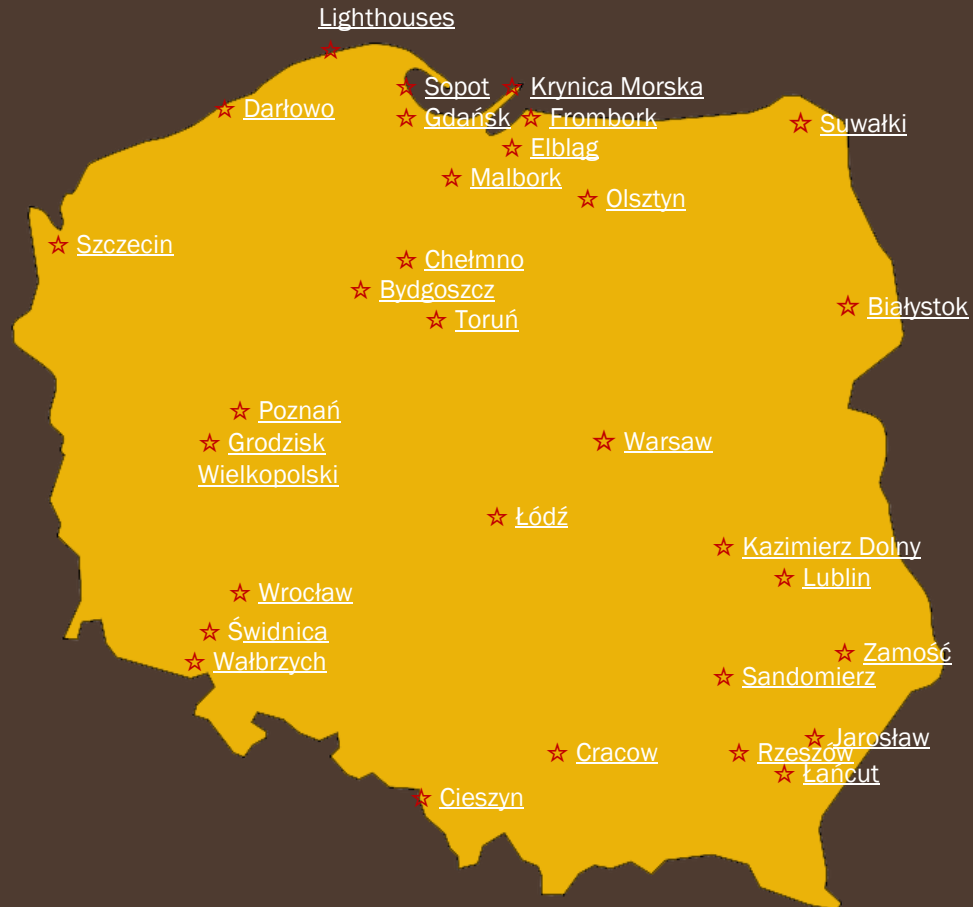 Lighthouses
Sopot
Krynica Morska
Darłowo
Gdańsk
Frombork
Suwałki
Elbląg
Malbork
Olsztyn
Szczecin
Chełmno
Bydgoszcz
Białystok
Toruń
Poznań
Grodzisk
Wielkopolski
Warsaw
Łódź
Kazimierz Dolny
Lublin
Wrocław
Świdnica
Zamość
Wałbrzych
Sandomierz
Jarosław
Cracow
Rzeszów
Łańcut
Cieszyn